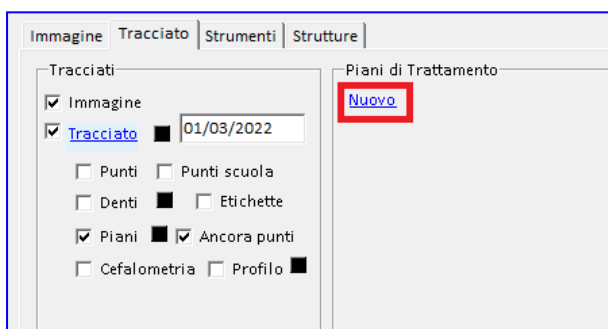 Immagine Tracciato Strumenti Strutture
Tracciati
Immagine
Tracciato 01/03/2022
Punti Punti scuola
Denti Etichette
Piani Ancora punti
Cefalometria Profilo
Piani di Trattamento
Nuovo